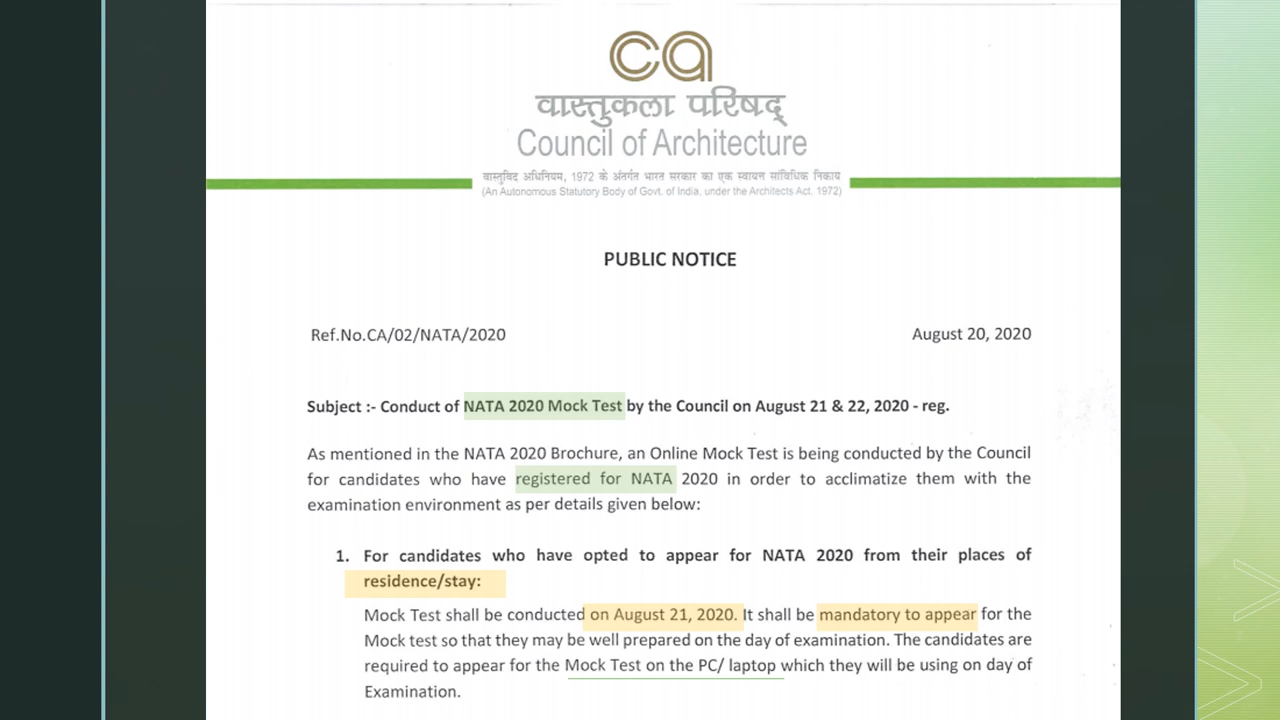 ca
वास्तुकला परिषद्
Council of Architecture
वास्तुविद अधिनियम, 1972 के अंतर्गत भारत सरकार का एक स्वायत्त सांविधिक निकाय
(An Autonomous Statutory Body of Govt. of India, under the Architects Act, 1972)
PUBLIC NOTICE
Ref.No.CA/02/NATA/2020 August 20, 2020
Subject :- Conduct of NATA 2020 Mock Test by the Council on August 21 & 22, 2020 - reg.
As mentioned in the NATA 2020 Brochure, an Online Mock Test is being conducted by the Council
for candidates who have registered for NATA 2020 in order to acclimatize them with the
examination environment as per details given below:
1. For candidates who have opted to appear for NATA 2020 from their places of
residence/stay:
Mock Test shall be conducted on August 21, 2020. It shall be mandatory to appear for the
Mock test so that they may be well prepared on the day of examination. The candidates are
required to appear for the Mock Test on the PC/ laptop which they will be using on day of
Examination.